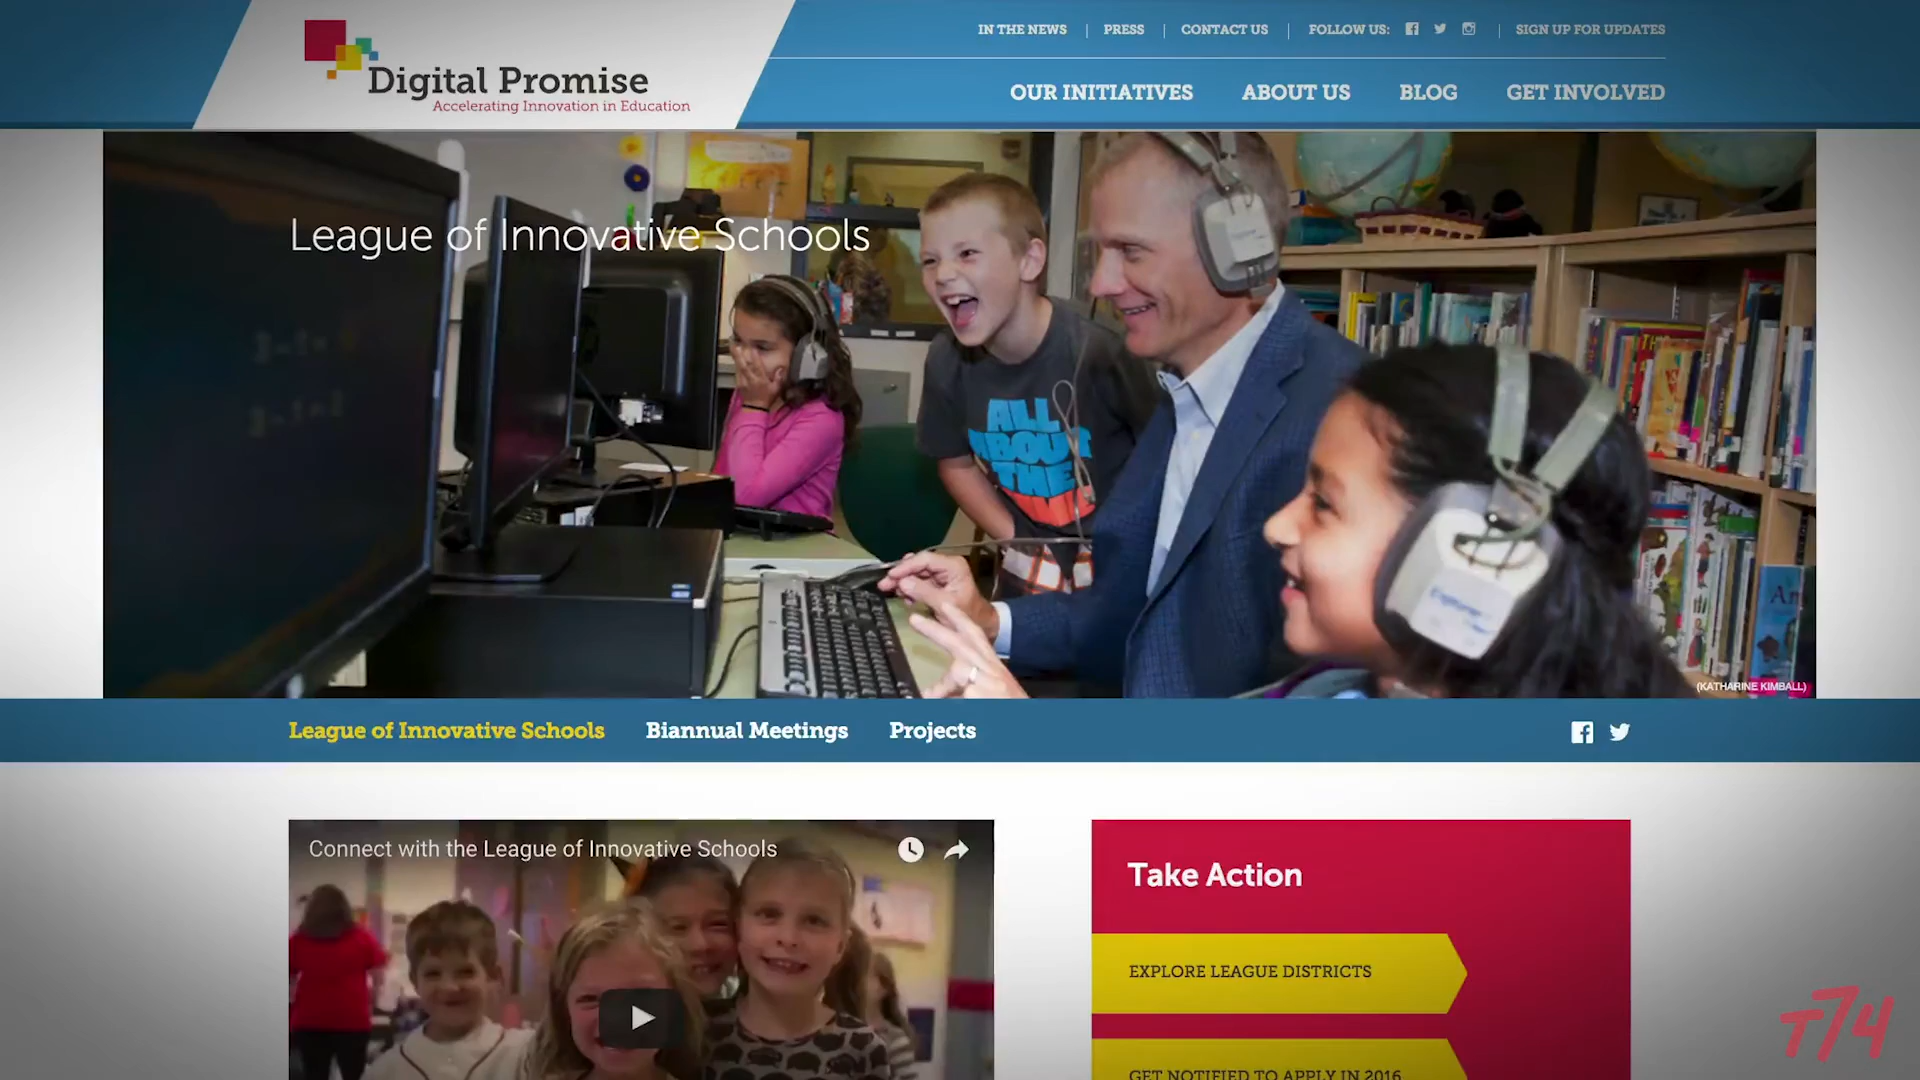 IN THE NEWS
PRESS
CONTACT US
FOLLOW US:
SIGN UP FOR UPDATES
Digital Promise
Accelerating Innovation in Education
OUR INITIATIVES
ABOUT US
BLOG
GET INVOLVED
League of Innovative Schools
ALL
ABOUT
THE
(KATHARINE KIMBALL)
League of Innovative Schools
Biannual Meetings
Projects
Connect with the League of Innovative Schools
Take Action
EXPLORE LEAGUE DISTRICTS
GET NOTIFIED TO APPLY IN 2016
T74